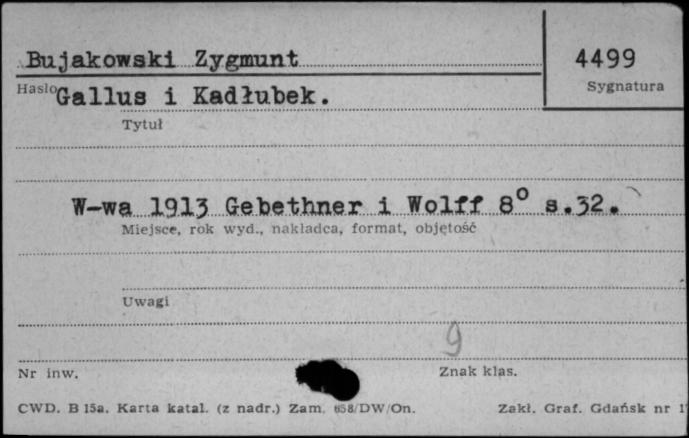 Bujakowski Zygmunt
4499
Hasło
Sygnatura
Gallus i Kadłubek.
Tytuł
W-wa 1913 Gebethner i Wolff 8° s.32.
Miejsce, rok wyd., nakładca, format, objętość
Uwagi
9
Nr inw.
Znak klas.
CWD. B 15a. Karta katal. (z nadr.) Zam. 658/DW/On.
Zakł. Graf. Gdańsk nr